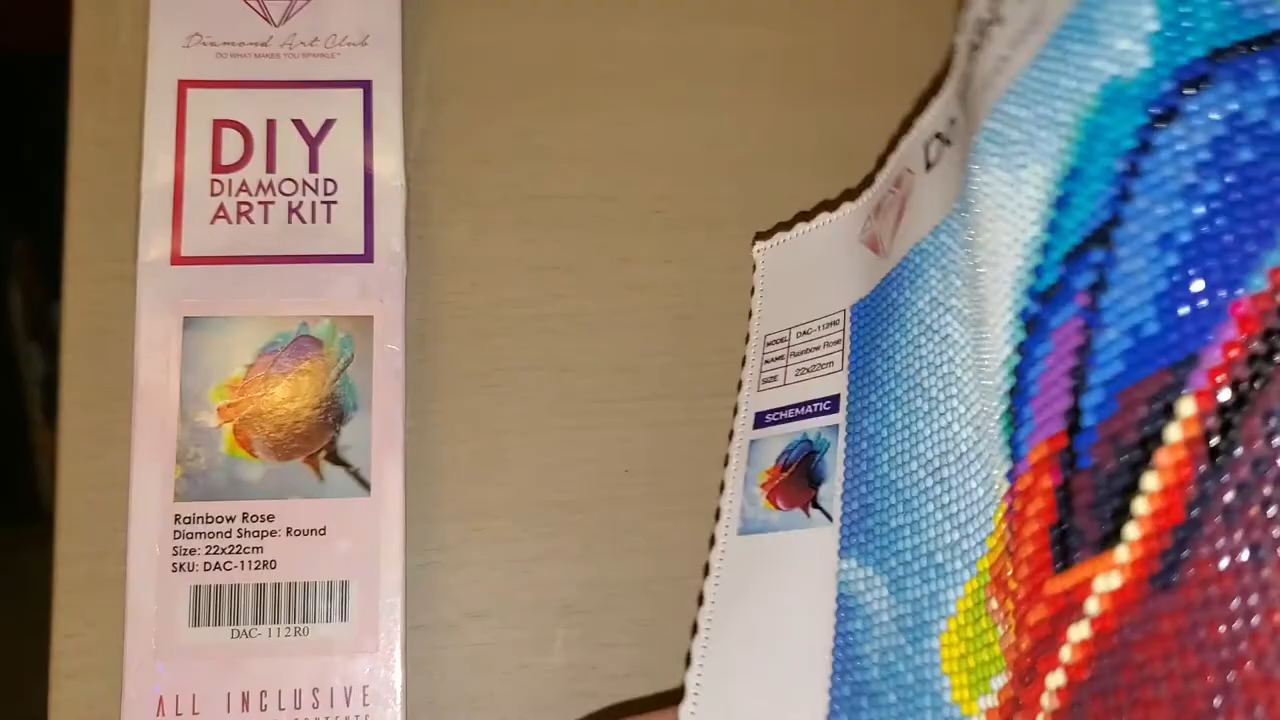 Diamond Art Club
DO WHAT MAKES YOU SPARKLE™
DIY
DIAMOND
ART KIT
Rainbow Rose
Diamond Shape: Round
Size: 22x22cm
SKU: DAC-112R0
DAC- 112R0
ALL INCLUSIVE
MODEL DAC-112R0
NAME Rainbow Rose
SIZE 22x22cm
SCHEMATIC